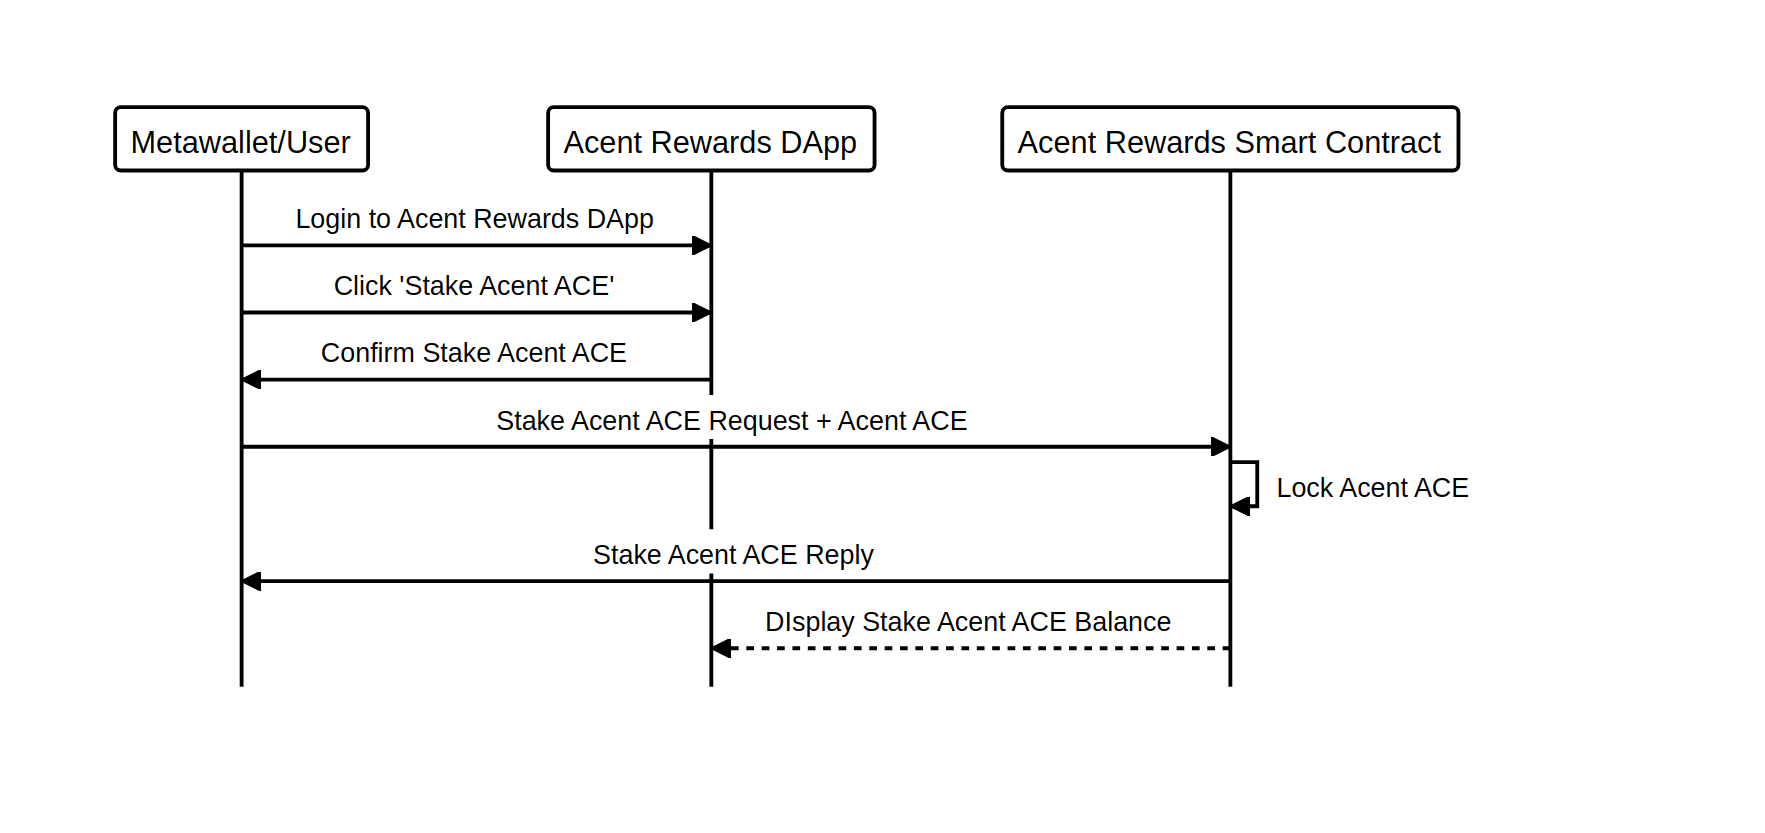 Metawallet/User
Acent Rewards DApp
Acent Rewards Smart Contract
Login to Acent Rewards DApp
Click 'Stake Acent ACE'
Confirm Stake Acent ACE
Stake Acent ACE Request + Acent ACE
Lock Acent ACE
Stake Acent ACE Reply
DIsplay Stake Acent ACE Balance